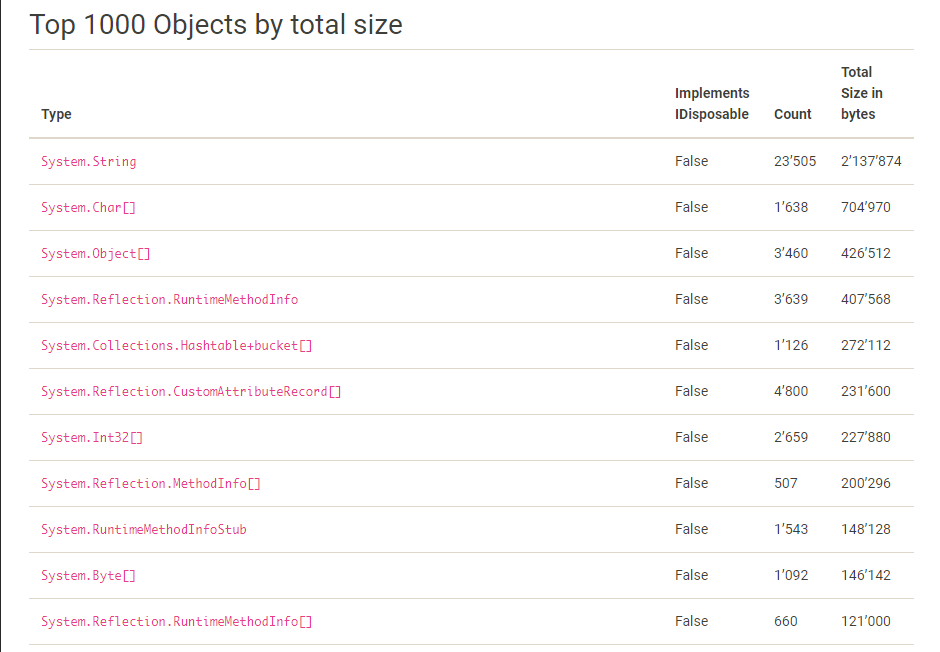 Top 1000 Objects by total size
Type Implements IDisposable Count Total Size in bytes
System.String False 23’505 2’137’874
System.Char[] False 1’638 704’970
System.Object[] False 3’460 426’512
System.Reflection.RuntimeMethodInfo False 3’639 407’568
System.Collections.Hashtable+bucket[] False 1’126 272’112
System.Reflection.CustomAttributeRecord[] False 4’800 231’600
System.Int32[] False 2’659 227’880
System.Reflection.MethodInfo[] False 507 200’296
System.RuntimeMethodInfoStub False 1’543 148’128
System.Byte[] False 1’092 146’142
System.Reflection.RuntimeMethodInfo[] False 660 121’000